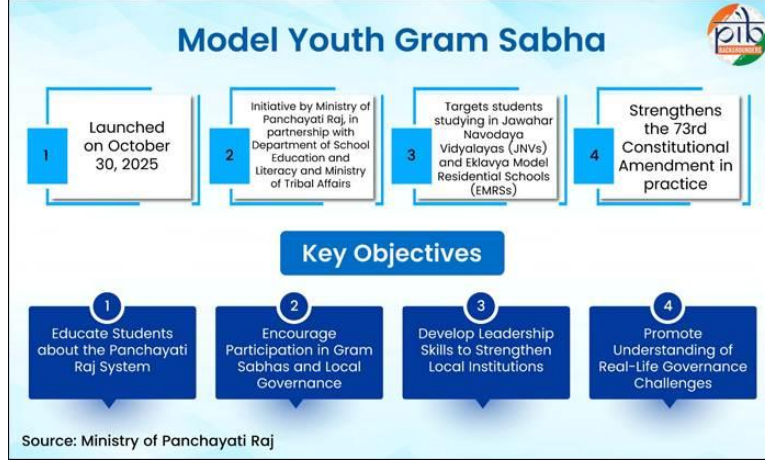 Model Youth Gram Sabha
pib
BACKGROUNDERS
1
Launched
on October
30, 2025
2
Initiative by Ministry of
Panchayati Raj, in
partnership with
Department of School
Education and
Literacy and Ministry
of Tribal Affairs
3
Targets students
studying in Jawahar
Navodaya
Vidyalayas (JNVs)
and Eklavya Model
Residential Schools
(EMRSs)
4
Strengthens
the 73rd
Constitutional
Amendment in
practice
Key Objectives
1
Educate Students
about the Panchayati
Raj System
2
Encourage
Participation in Gram
Sabhas and Local
Governance
3
Develop Leadership
Skills to Strengthen
Local Institutions
4
Promote
Understanding of
Real-Life Governance
Challenges
Source: Ministry of Panchayati Raj